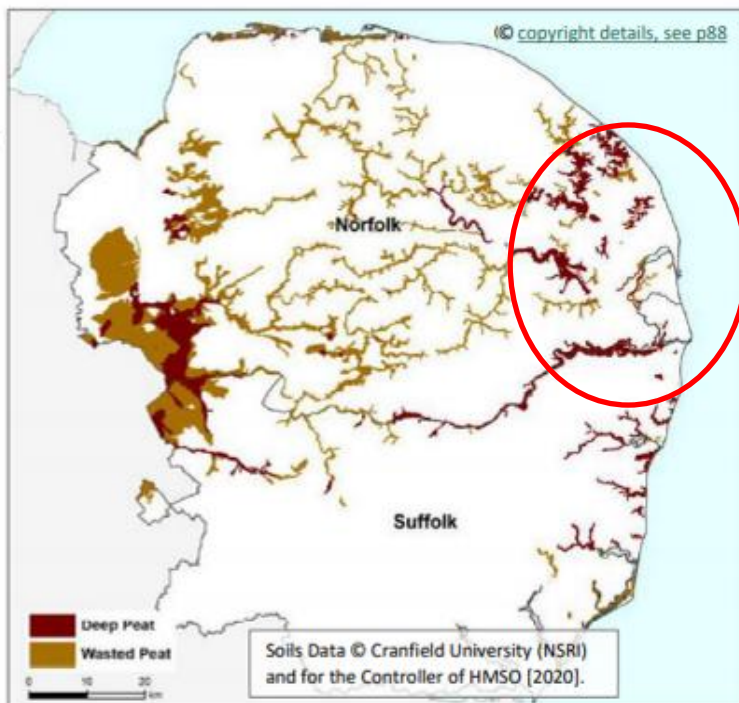 © copyright details, see p88
Norfolk
Suffolk
Deep Peat
Wasted Peat
0 10 20
km
Soils Data © Cranfield University (NSRI)
and for the Controller of HMSO [2020].